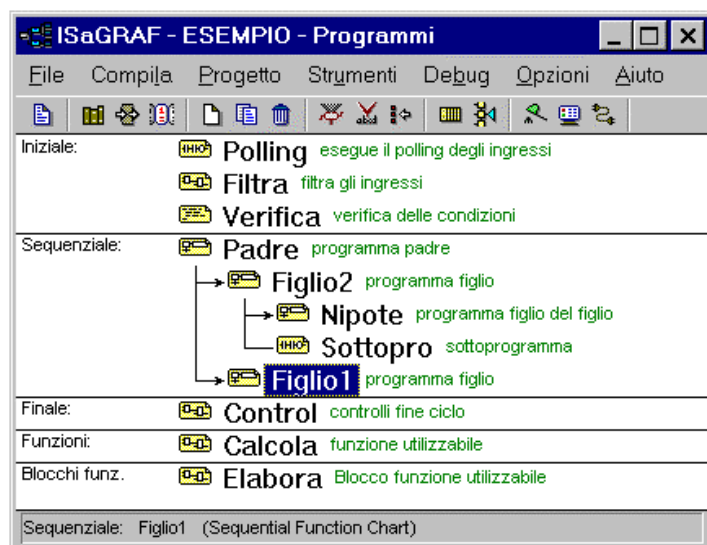 ISaGRAF - ESEMPIO - Programmi
File Compila Progetto Strumenti Debug Opzioni Aiuto
Iniziale: Polling esegue il polling degli ingressi
Filtra filtra gli ingressi
Verifica verifica delle condizioni
Sequenziale: Padre programma padre
Figlio2 programma figlio
Nipote programma figlio del figlio
Sottopro sottoprogramma
Figlio1 programma figlio
Finale: Control controlli fine ciclo
Funzioni: Calcola funzione utilizzabile
Blocchi funz. Elabora Blocco funzione utilizzabile
Sequenziale: Figlio1 (Sequential Function Chart)